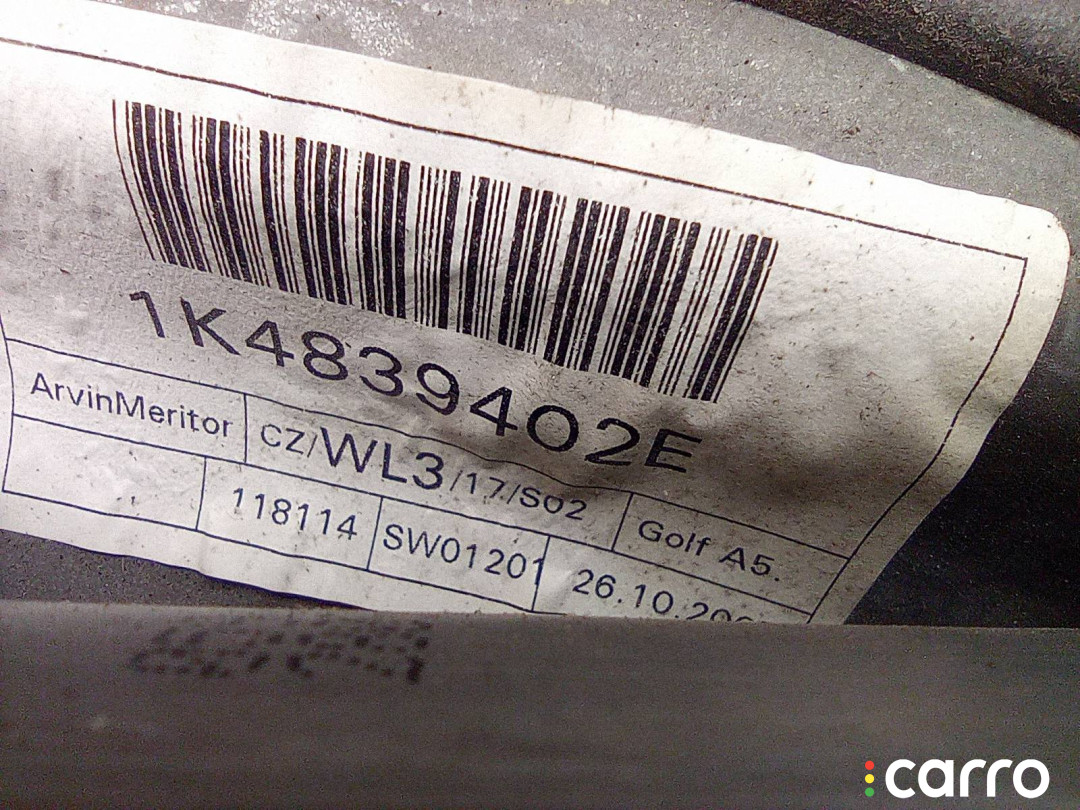 1K4839402E
ArvinMeritor CZ/WL3/17/S02 Golf A5.
118114 SW01201 26.10.
carro